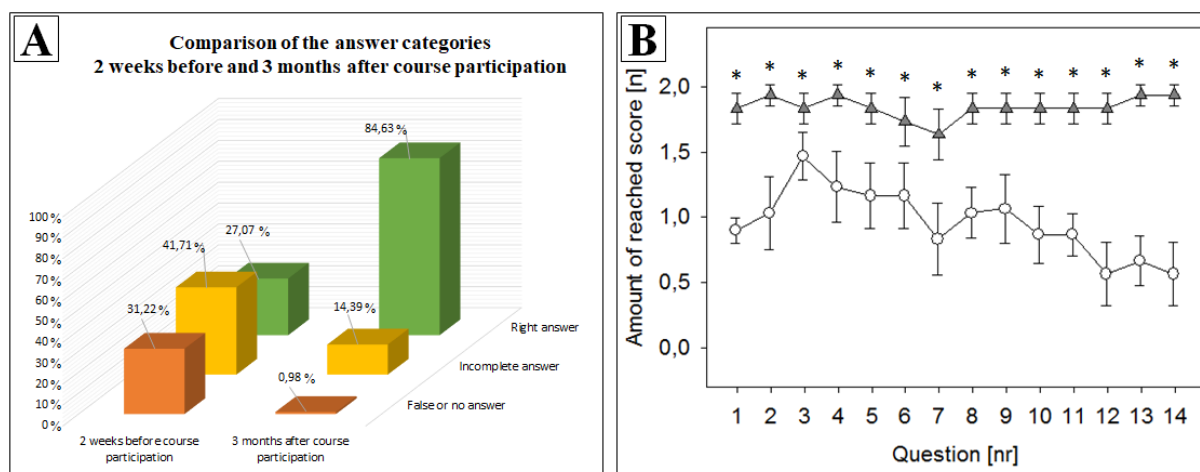 A
Comparison of the answer categories
2 weeks before and 3 months after course participation
84,63 %
27,07 %
41,71 %
31,22 %
14,39 %
0,98 %
100 %
90 %
80 %
70 %
60 %
50 %
40 %
30 %
20 %
10 %
0 %
Right answer
Incomplete answer
False or no answer
2 weeks before course
participation
3 months after course
participation
B
* * * * * * * * * * * * * *
Amount of reached score [n]
2,0
1,5
1,0
0,5
0,0
1 2 3 4 5 6 7 8 9 10 11 12 13 14
Question [nr]